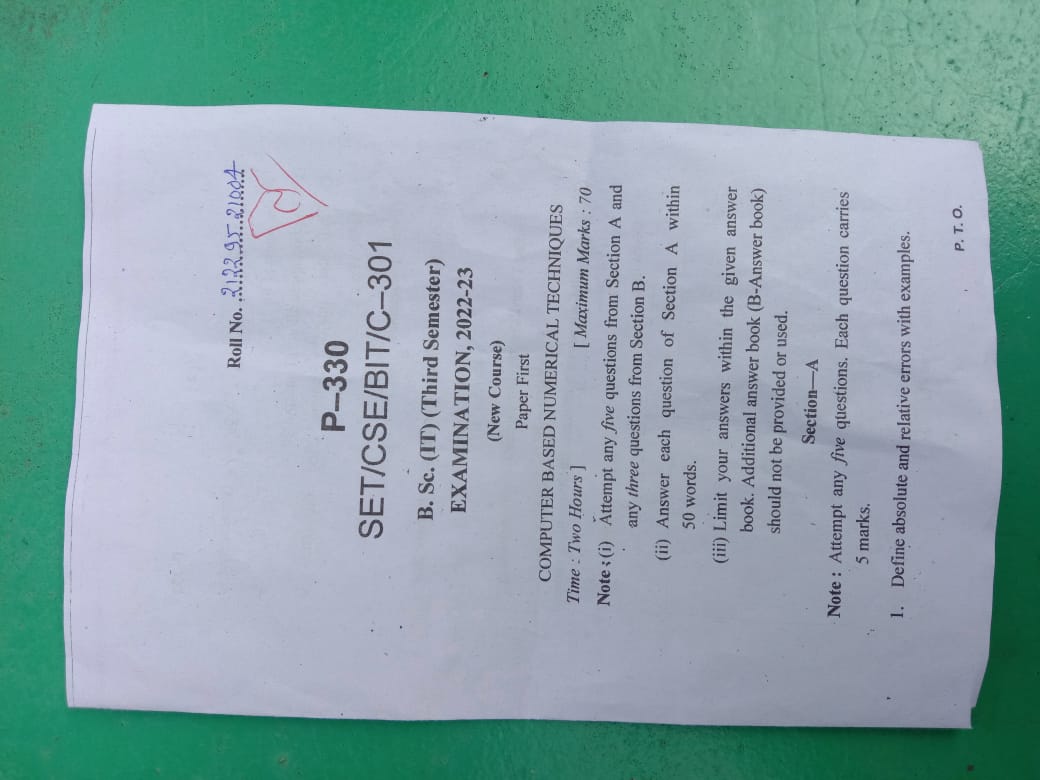 Roll No. 21229521004
P–330
SET/CSE/BIT/C–301
B. Sc. (IT) (Third Semester)
EXAMINATION, 2022-23
(New Course)
Paper First
COMPUTER BASED NUMERICAL TECHNIQUES
Time : Two Hours ] [ Maximum Marks : 70
Note : (i) Attempt any five questions from Section A and
any three questions from Section B.
(ii) Answer each question of Section A within
50 words.
(iii) Limit your answers within the given answer
book. Additional answer book (B-Answer book)
should not be provided or used.
Section—A
Note : Attempt any five questions. Each question carries
5 marks.
1. Define absolute and relative errors with examples.
P. T. O.